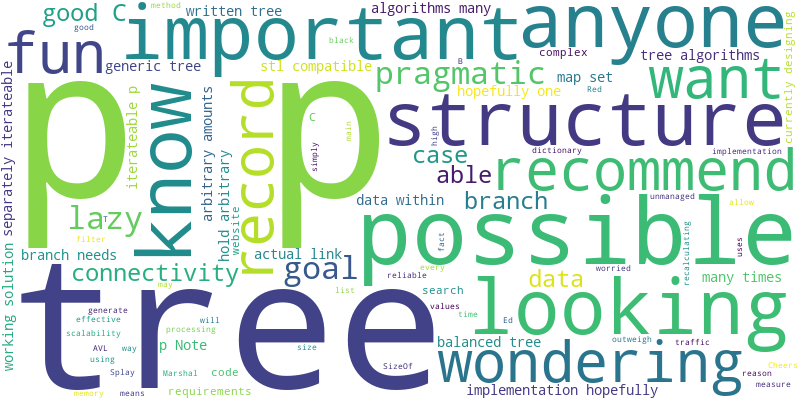 good C
written tree
algorithms many
important
anyone
fun
generic tree
black
complex
tree algorithms
method
good
stl compatible
pragmatic
map set
want
currently designing
hopefully one
B
Red
separately iterateable
p
p
know
iterateable p
record
arbitrary amounts
C
main
simply
structure
high
dictionary
implementation
case
able
recommend
lazy
T
hold arbitrary
website
filter
data within
branch
unmanaged
allow
possible
branch needs
actual link
fact
uses
connectivity
goal
reliable
every
search
worried
recalculating
data
many times
working solution
tree
may
list
values
time
looking
generate
effective
scalability
will
processing
p Note
size
balanced tree
Ed
outweigh
traffic
AVL
way
using
code
wondering
Splay
Marshal
SizeOf
Cheers
reason
memory
means
requirements
implementation hopefully
measure